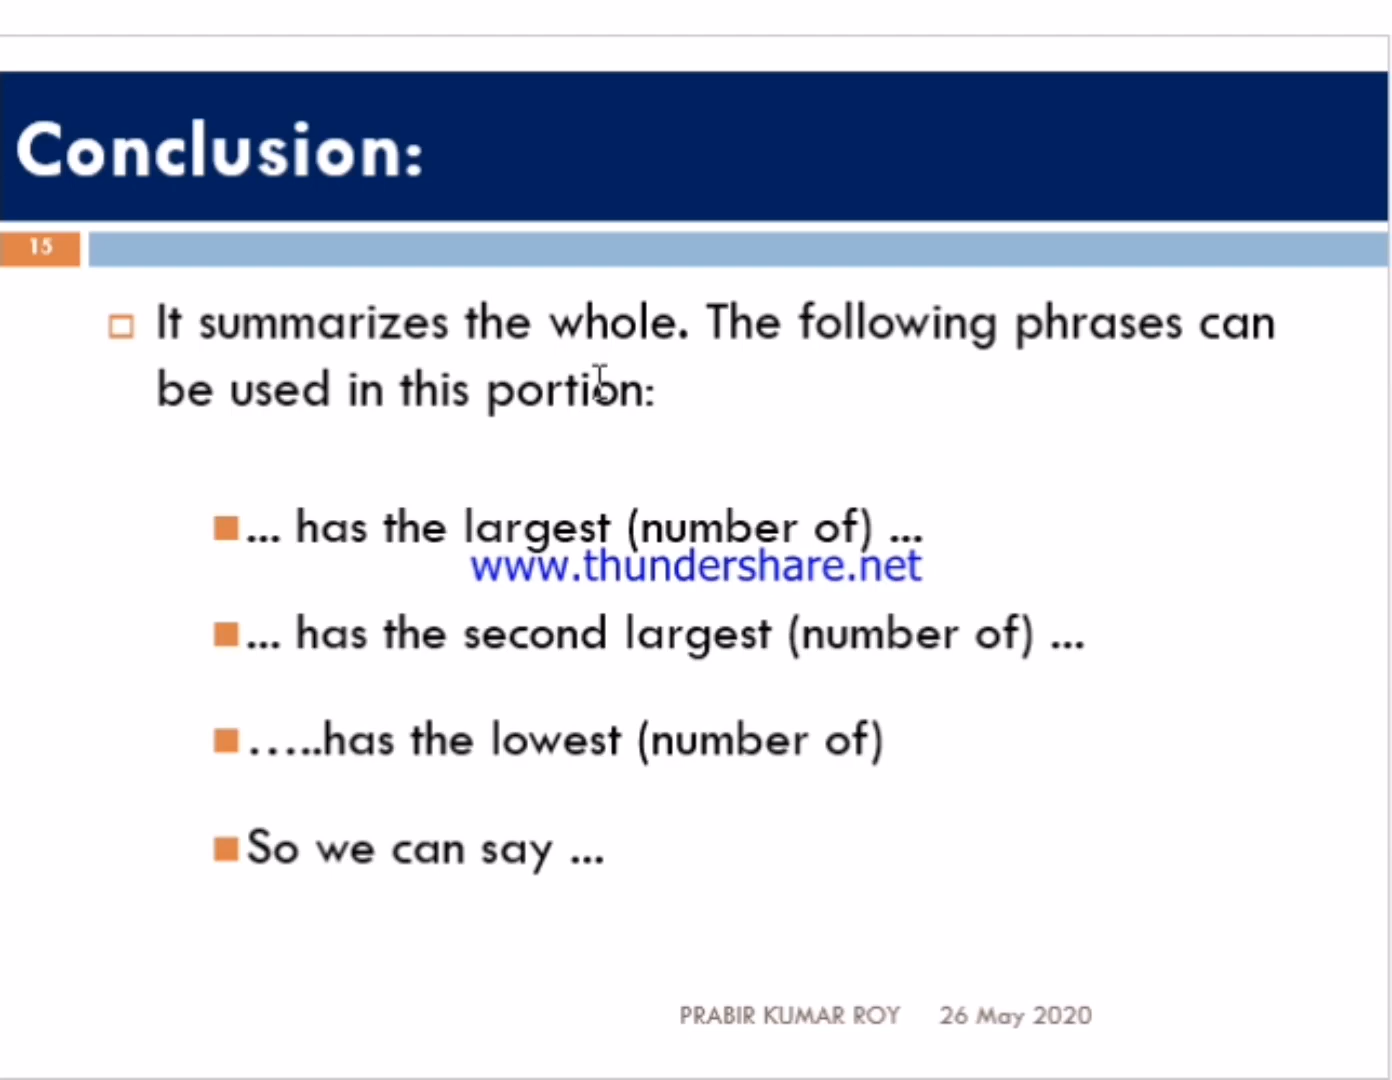 Conclusion:
15
It summarizes the whole. The following phrases can
be used in this portion:
... has the largest (number of) ...
www.thundershare.net
... has the second largest (number of) ...
.....has the lowest (number of)
So we can say ...
PRABIR KUMAR ROY 26 May 2020